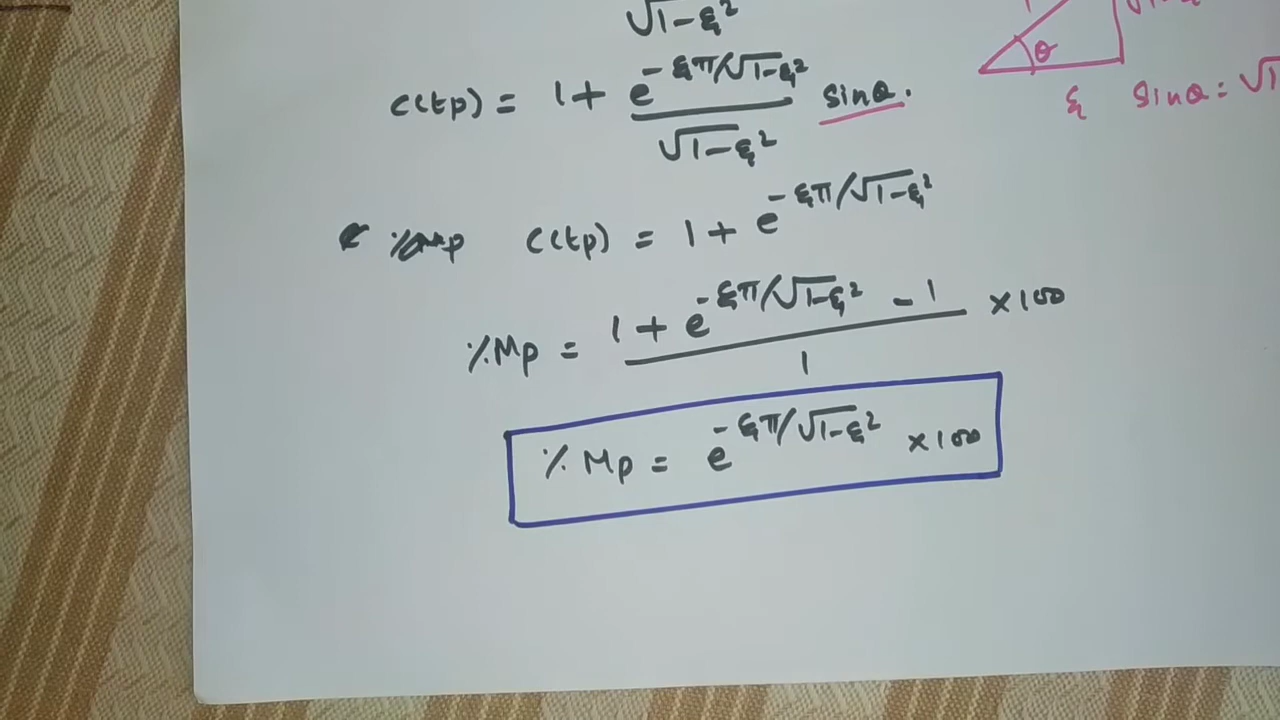 √1-ξ²
c(tp) = 1 + e^(-ξπ/√1-ξ²) / √1-ξ² sinθ.
θ
ξ sinθ = √1
%Mp c(tp) = 1 + e^(-ξπ/√1-ξ²)
%Mp = (1 + e^(-ξπ/√1-ξ²) - 1) / 1 ×100
% Mp = e^(-ξπ/√1-ξ²) ×100